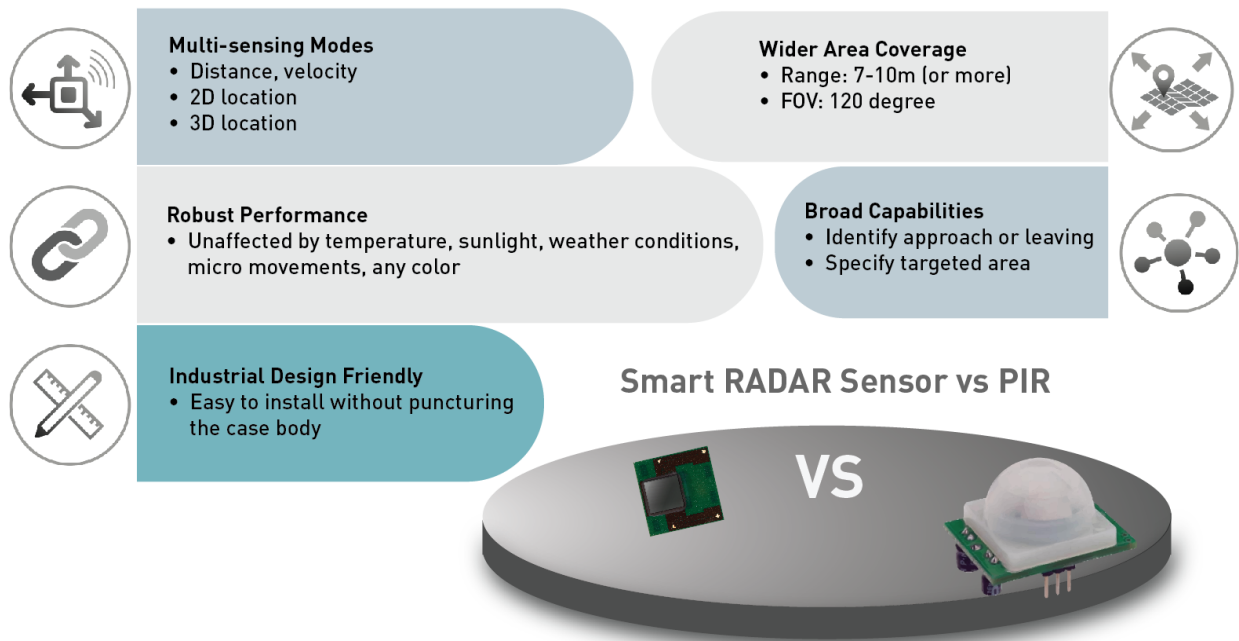 Multi-sensing Modes
• Distance, velocity
• 2D location
• 3D location
Wider Area Coverage
• Range: 7-10m (or more)
• FOV: 120 degree
Robust Performance
• Unaffected by temperature, sunlight, weather conditions,
micro movements, any color
Broad Capabilities
• Identify approach or leaving
• Specify targeted area
Industrial Design Friendly
• Easy to install without puncturing
the case body
Smart RADAR Sensor vs PIR
VS